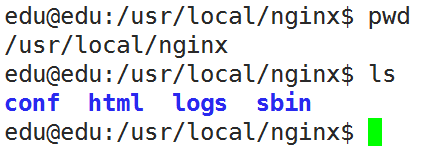 edu@edu:/usr/local/nginx$ pwd
/usr/local/nginx
edu@edu:/usr/local/nginx$ ls
conf  html  logs  sbin
edu@edu:/usr/local/nginx$